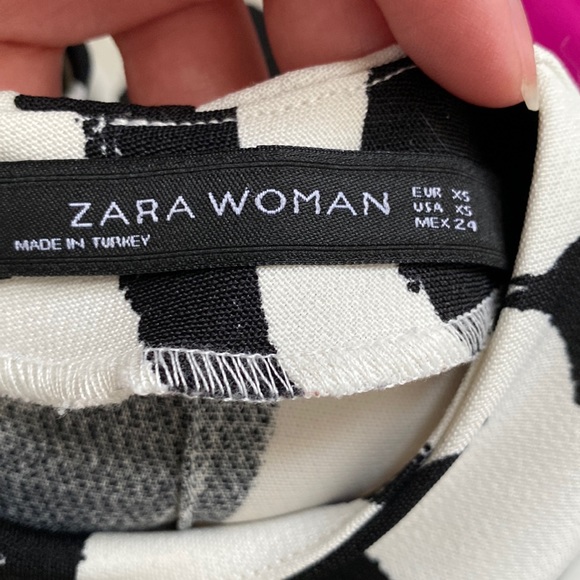 ZARA WOMAN
MADE IN TURKEY
EUR XS
USA XS
MEX 24